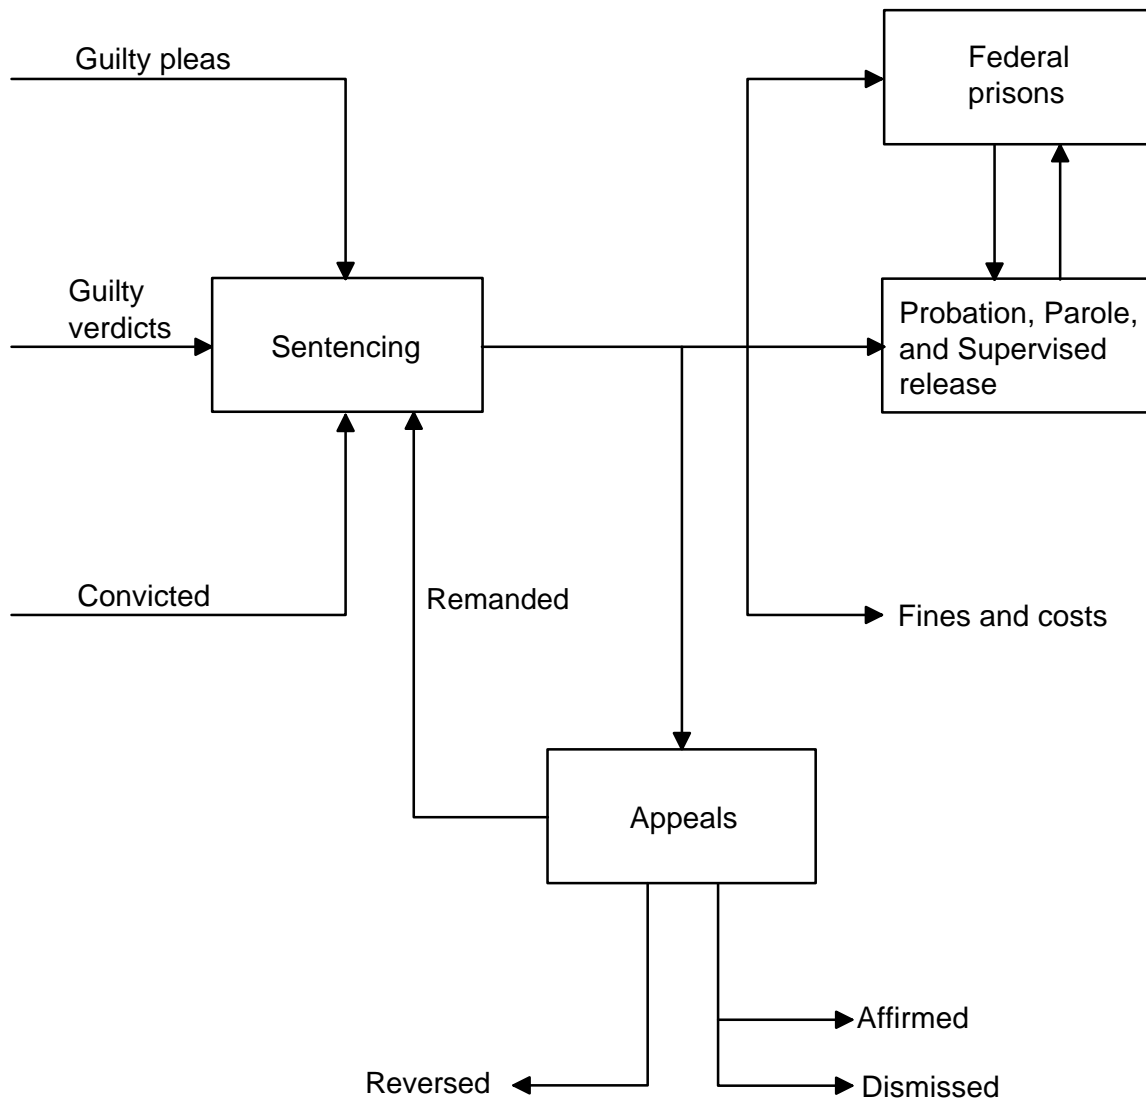 Guilty pleas
Federal
prisons
Guilty
verdicts
Sentencing
Probation, Parole,
and Supervised
release
Convicted
Remanded
Fines and costs
Appeals
Affirmed
Reversed
Dismissed